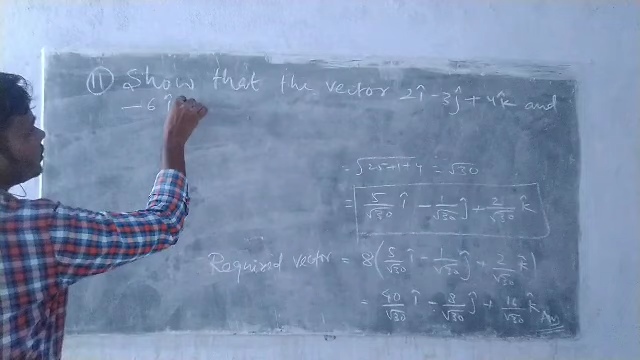 11 Show that the vector 2î - 3ĵ + 4k̂ and
- 6 î
= √25+1+4 = √30
= 5/√30 î - 1/√30 ĵ + 2/√30 k̂
Required vector = 8(5/√30 î - 1/√30 ĵ + 2/√30 k̂)
= 40/√30 î - 8/√30 ĵ + 16/√30 k̂ Ans